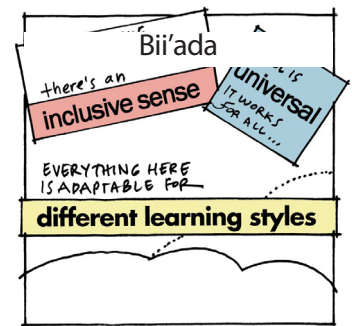 Bii'ada
there's an
inclusive sense
IS
universal
IT WORKS
FOR ALL...
EVERYTHING HERE
IS ADAPTABLE FOR
different learning styles